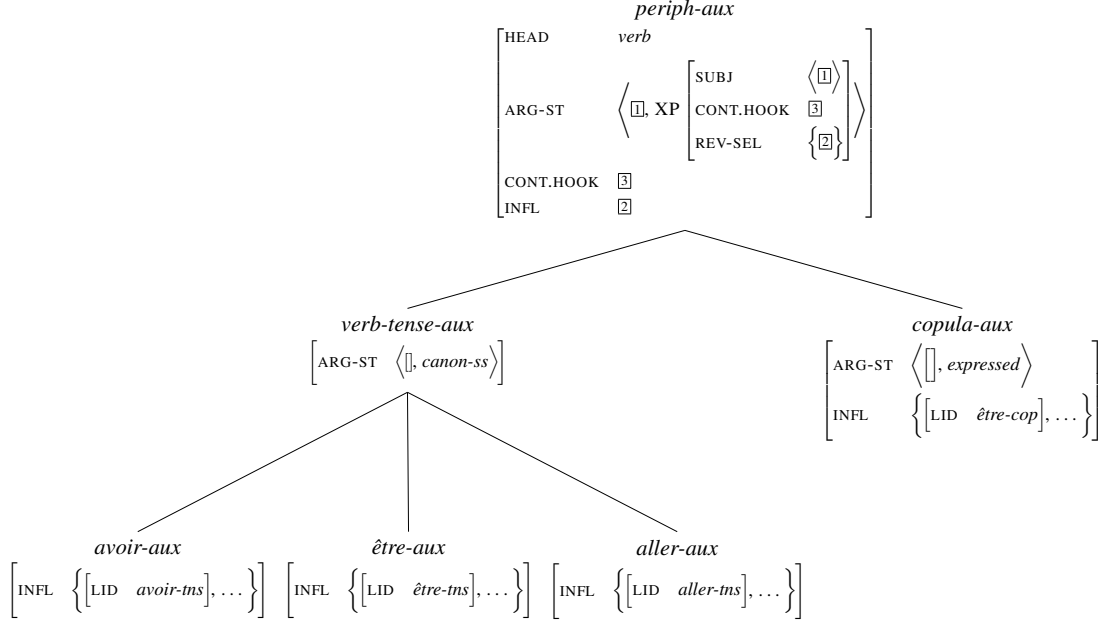 periph-aux
HEAD verb
SUBJ ⟨[1]⟩
ARG-ST ⟨[1], XP CONT.HOOK [3]⟩
REV-SEL {[2]}
CONT.HOOK [3]
INFL [2]
verb-tense-aux copula-aux
[ARG-ST ⟨[], canon-ss⟩] [ARG-ST ⟨[], expressed⟩
INFL {[LID être-cop], ...}]
avoir-aux être-aux aller-aux
[INFL {[LID avoir-tns], ...}] [INFL {[LID être-tns], ...}] [INFL {[LID aller-tns], ...}]